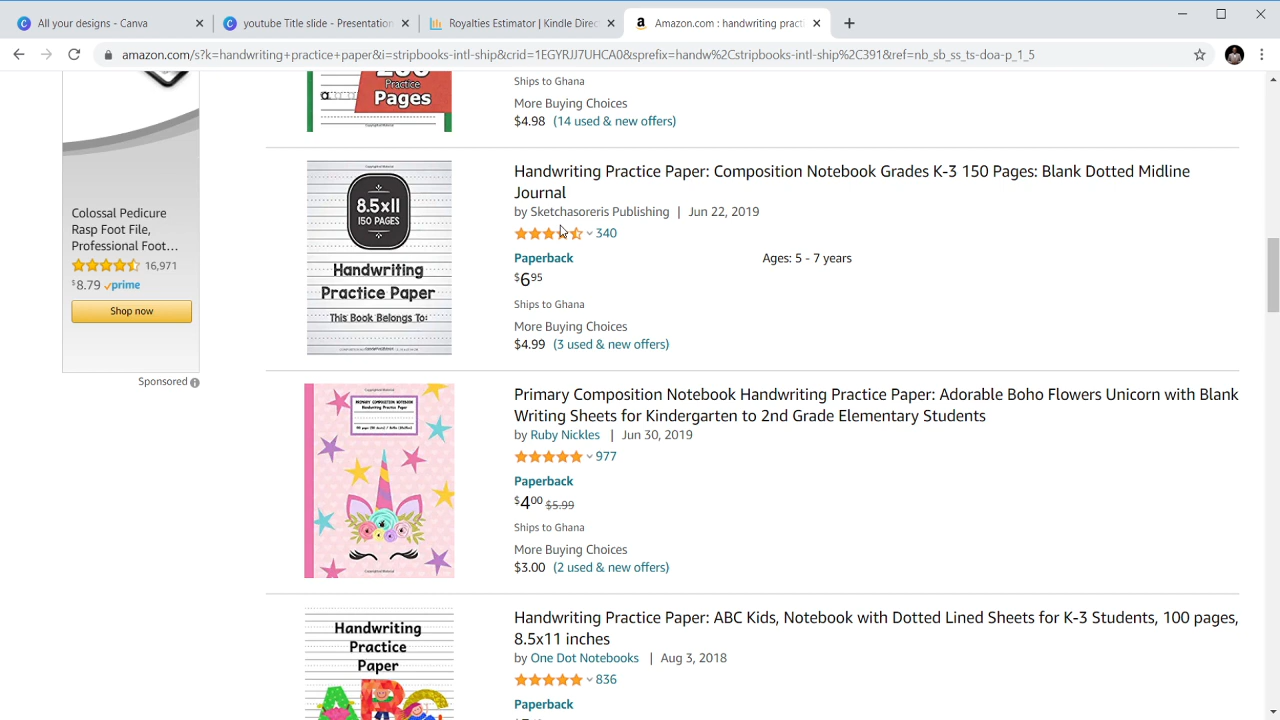 All your designs - Canva
youtube Title slide - Presentation
Royalties Estimator | Kindle Direc
Amazon.com : handwriting practi
amazon.com/s?k=handwriting+practice+paper&i=stripbooks-intl-ship&crid=1EGYRJJ7UHCA0&sprefix=handw%2Cstripbooks-intl-ship%2C391&ref=nb_sb_ss_ts-doa-p_1_5
200
Practice
Pages
Ships to Ghana
More Buying Choices
$4.98 (14 used & new offers)
Colossal Pedicure
Rasp Foot File,
Professional Foot...
16,97
$8.79 prime
Shop now
Sponsored
8.5x11
150 PAGES
Handwriting
Practice Paper
This Book Belongs To:
Handwriting Practice Paper: Composition Notebook Grades K-3 150 Pages: Blank Dotted Midline
Journal
by Sketchasoreris Publishing | Jun 22, 2019
340
Paperback
Ages: 5 - 7 years
$6.95
Ships to Ghana
More Buying Choices
$4.99 (3 used & new offers)
PRIMARY COMPOSITION NOTEBOOK
Handwriting Practice Paper
Primary Composition Notebook Handwriting Practice Paper: Adorable Boho Flowers Unicorn with Blank
Writing Sheets for Kindergarten to 2nd Grade Elementary Students
by Ruby Nickles | Jun 30, 2019
977
Paperback
$4.00 $5.99
Ships to Ghana
More Buying Choices
$3.00 (2 used & new offers)
Handwriting
Practice
Paper
ABC
Handwriting Practice Paper: ABC Kids, Notebook with Dotted Lined Sheets for K-3 Students, 100 pages,
8.5x11 inches
by One Dot Notebooks | Aug 3, 2018
836
Paperback